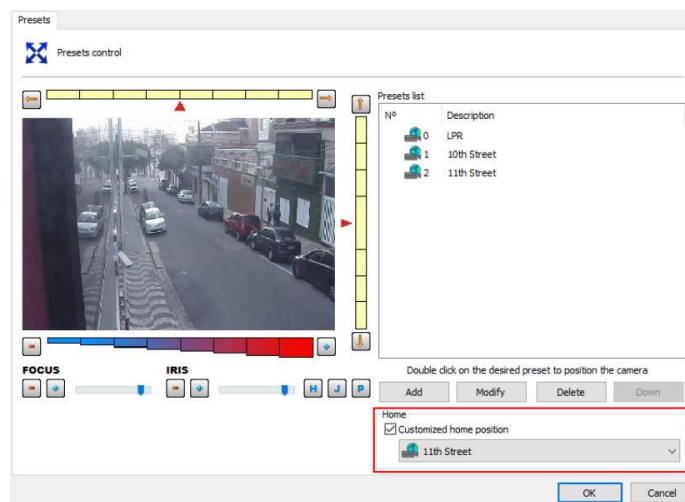 Presets
Presets control
Presets list
Nº Description
0 LPR
1 10th Street
2 11th Street
Double click on the desired preset to position the camera
FOCUS IRIS
H J P
Add Modify Delete Down
Home
Customized home position
11th Street
OK Cancel